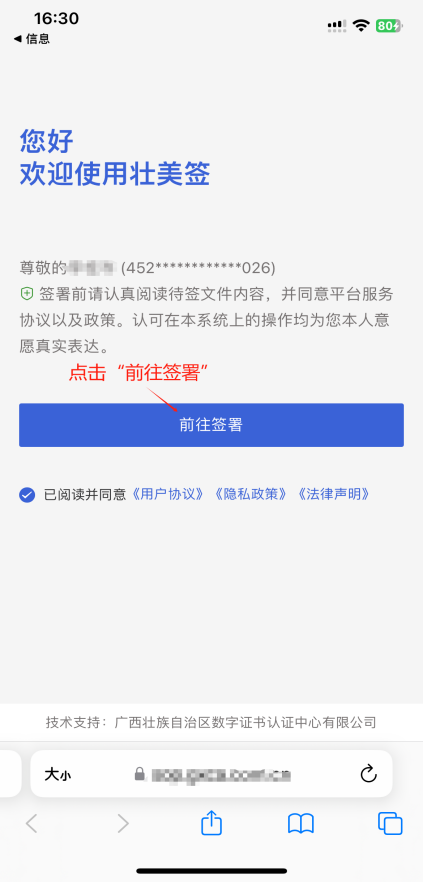 16:30
80
信息
您好
欢迎使用壮美签
尊敬的 (452************026)
签署前请认真阅读待签文件内容，并同意平台服务
协议以及政策。认可在本系统上的操作均为您本人意
愿真实表达。
点击“前往签署”
前往签署
已阅读并同意《用户协议》《隐私政策》《法律声明》
技术支持：广西壮族自治区数字证书认证中心有限公司
大小